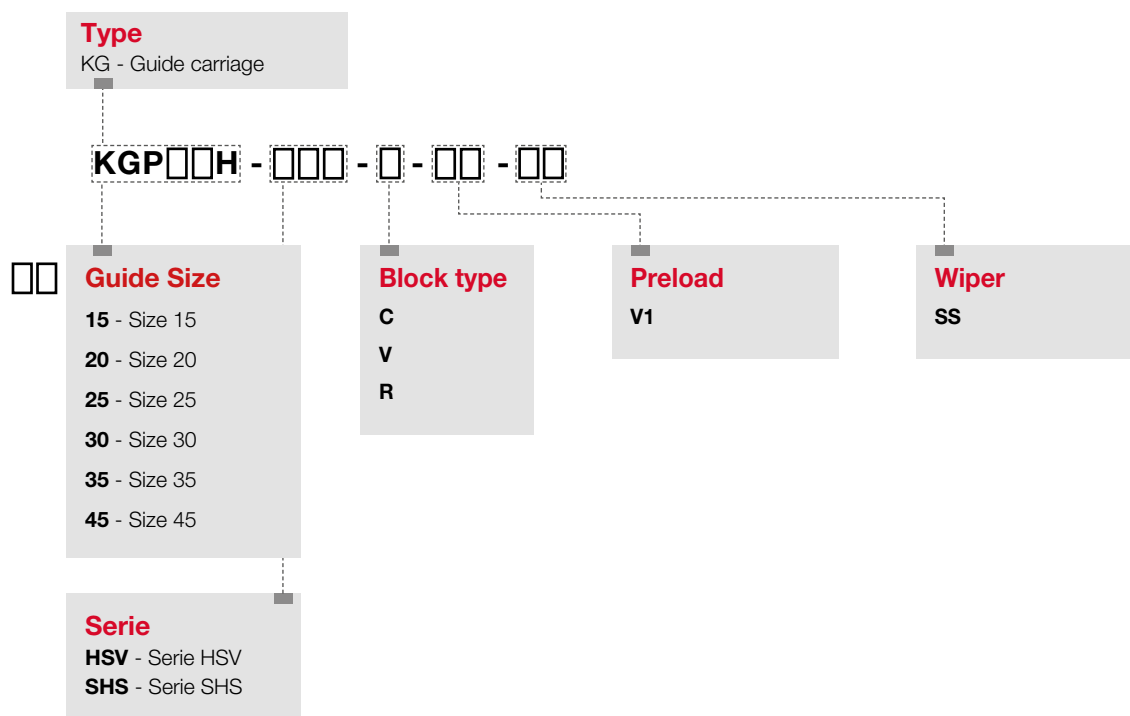 Type
KG - Guide carriage
KGP□□H - □□□ - □ - □□ - □□
□□
Guide Size
15 - Size 15
20 - Size 20
25 - Size 25
30 - Size 30
35 - Size 35
45 - Size 45
Block type
C
V
R
Preload
V1
Wiper
SS
Serie
HSV - Serie HSV
SHS - Serie SHS